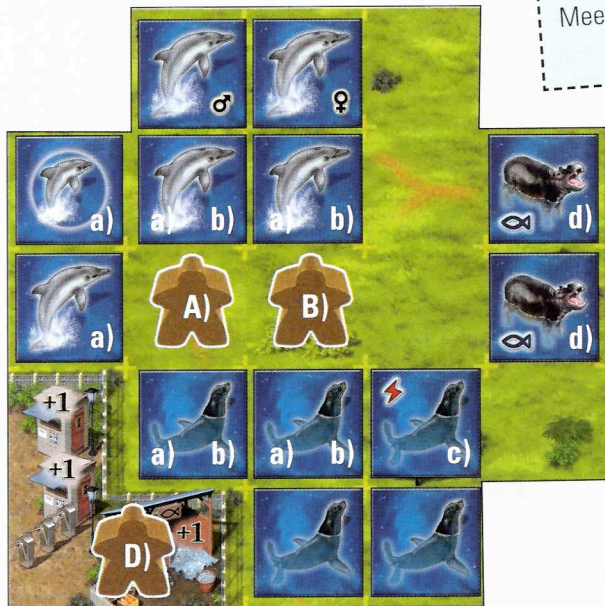 Mee
♂ ♀
a) a) b) a) b) d)
a) A) B) d)
+1
a) b) a) b) c)
+1
D) +1